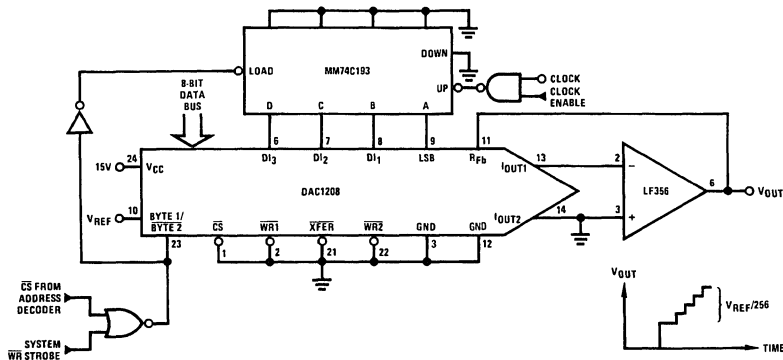 LOAD
MM74C193
DOWN
UP
D
C
B
A
CLOCK
CLOCK
ENABLE
8-BIT
DATA
BUS
6
7
8
9
11
24
15V
VCC
DI3
DI2
DI1
LSB
RFb
IOUT1
13
2
−
LF356
6
VOUT
DAC1208
10
VREF
BYTE 1/
BYTE 2
23
CS
WR1
XFER
WR2
GND
GND
IOUT2
14
3
+
1
2
21
22
3
12
CS FROM
ADDRESS
DECODER
SYSTEM
WR STROBE
VOUT
VREF/256
TIME